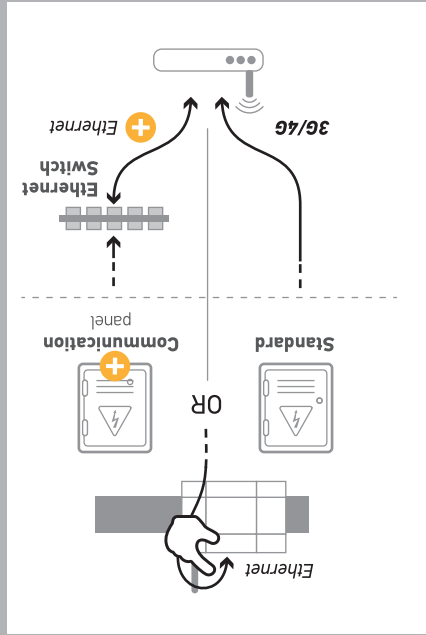 Ethernet
OR
Standard
Communication
panel
Ethernet
Switch
3G/4G
Ethernet